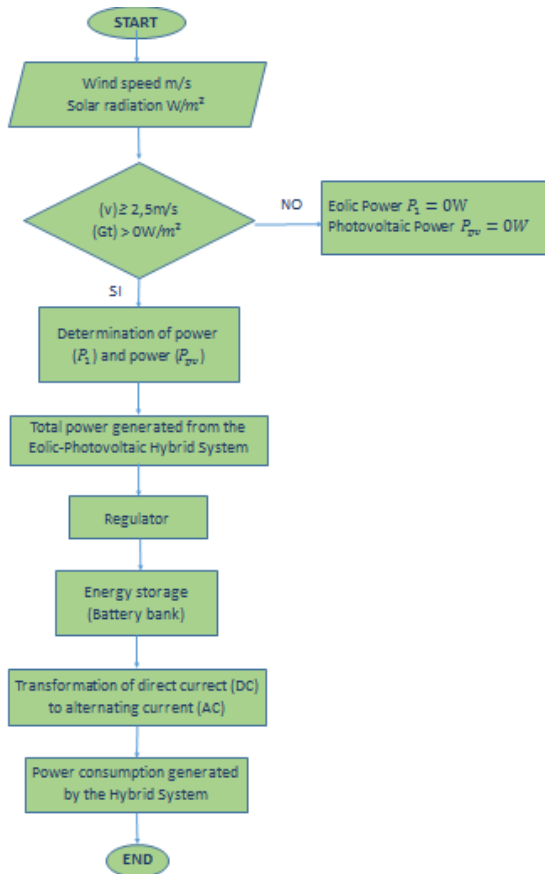 START
Wind speed m/s
Solar radiation W/m²
(v) ≥ 2,5m/s
(Gt) > 0W/m²
NO
Eolic Power P₁ = 0W
Photovoltaic Power Pₚᵥ = 0W
SI
Determination of power
(P₁) and power (Pₚᵥ)
Total power generated from the
Eolic-Photovoltaic Hybrid System
Regulator
Energy storage
(Battery bank)
Transformation of direct currect (DC)
to alternating current (AC)
Power consumption generated
by the Hybrid System
END